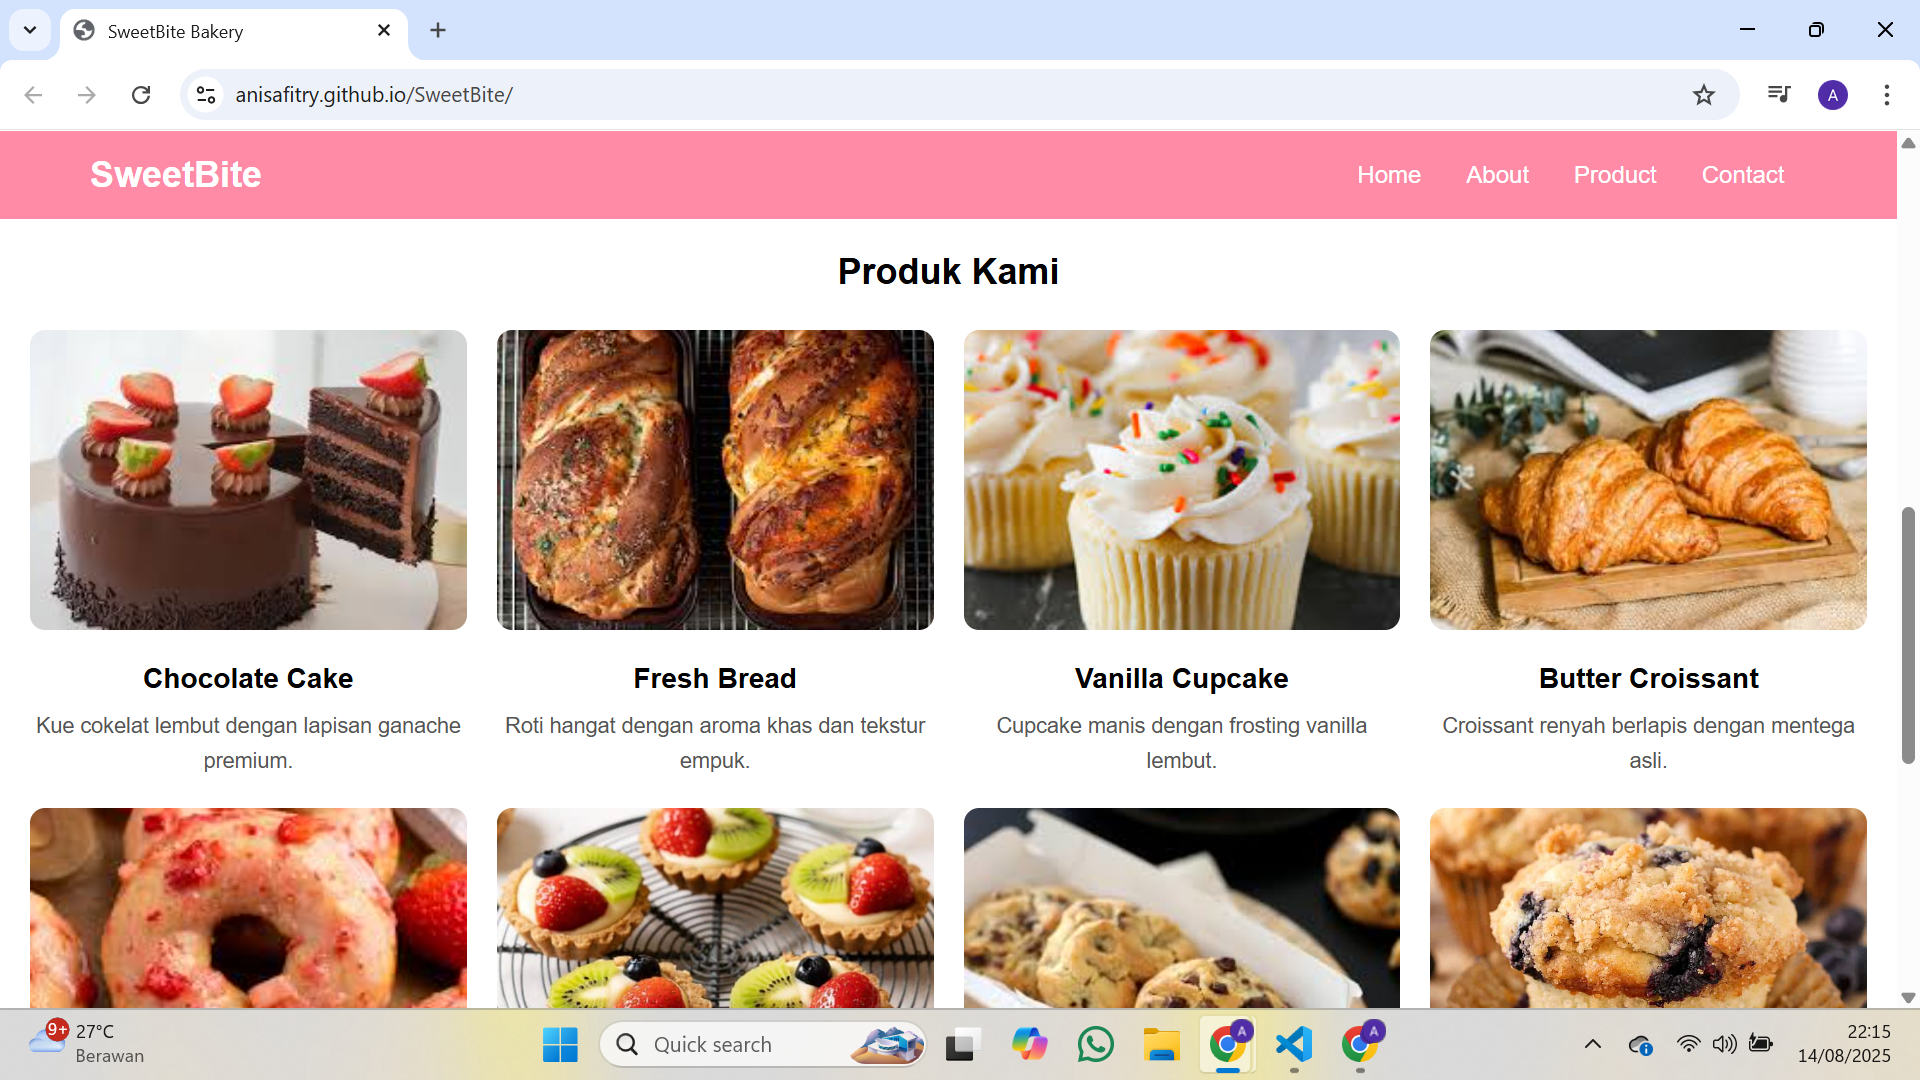 SweetBite Bakery
anisafitry.github.io/SweetBite/
A
SweetBite
Home
About
Product
Contact
Produk Kami
Chocolate Cake
Kue cokelat lembut dengan lapisan ganache
premium.
Fresh Bread
Roti hangat dengan aroma khas dan tekstur
empuk.
Vanilla Cupcake
Cupcake manis dengan frosting vanilla
lembut.
Butter Croissant
Croissant renyah berlapis dengan mentega
asli.
9+
27°C
Berawan
Quick search
A
A
22:15
14/08/2025